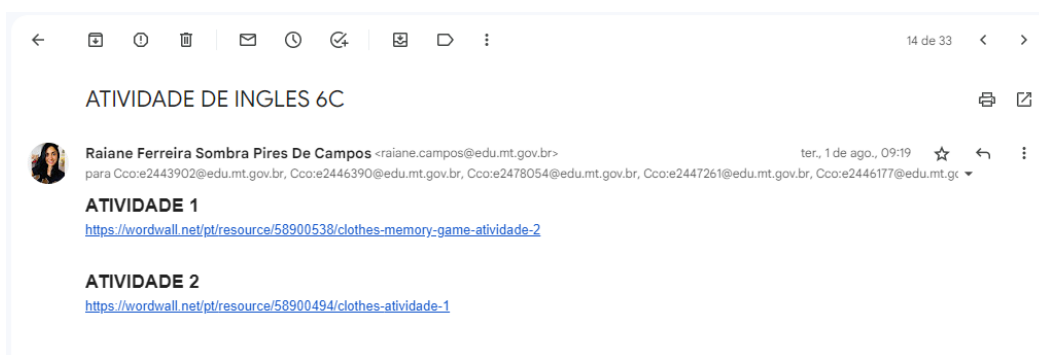 14 de 33
ATIVIDADE DE INGLES 6C
Raiane Ferreira Sombra Pires De Campos <raiane.campos@edu.mt.gov.br> ter., 1 de ago., 09:19
para Cco:e2443902@edu.mt.gov.br, Cco:e2446390@edu.mt.gov.br, Cco:e2478054@edu.mt.gov.br, Cco:e2447261@edu.mt.gov.br, Cco:e2446177@edu.mt.gc
ATIVIDADE 1
https://wordwall.net/pt/resource/58900538/clothes-memory-game-atividade-2
ATIVIDADE 2
https://wordwall.net/pt/resource/58900494/clothes-atividade-1